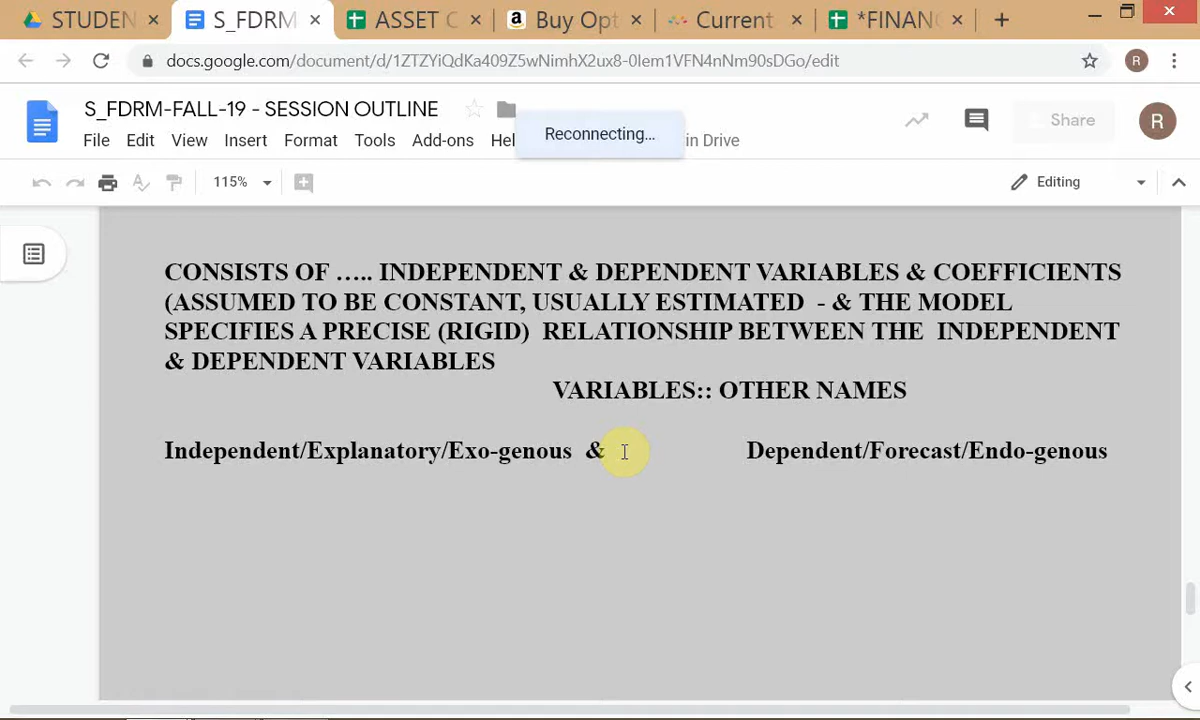 STUDEN
S_FDRM
ASSET C
Buy Opt
Current
*FINANC
docs.google.com/document/d/1ZTZYiQdKa409Z5wNimhX2ux8-0lem1VFN4nNm90sDGo/edit
R
S_FDRM-FALL-19 - SESSION OUTLINE
Reconnecting...
Share
R
File Edit View Insert Format Tools Add-ons Hel in Drive
115%
Editing
CONSISTS OF ….. INDEPENDENT & DEPENDENT VARIABLES & COEFFICIENTS
(ASSUMED TO BE CONSTANT, USUALLY ESTIMATED - & THE MODEL
SPECIFIES A PRECISE (RIGID) RELATIONSHIP BETWEEN THE INDEPENDENT
& DEPENDENT VARIABLES
VARIABLES:: OTHER NAMES
Independent/Explanatory/Exo-genous & Dependent/Forecast/Endo-genous